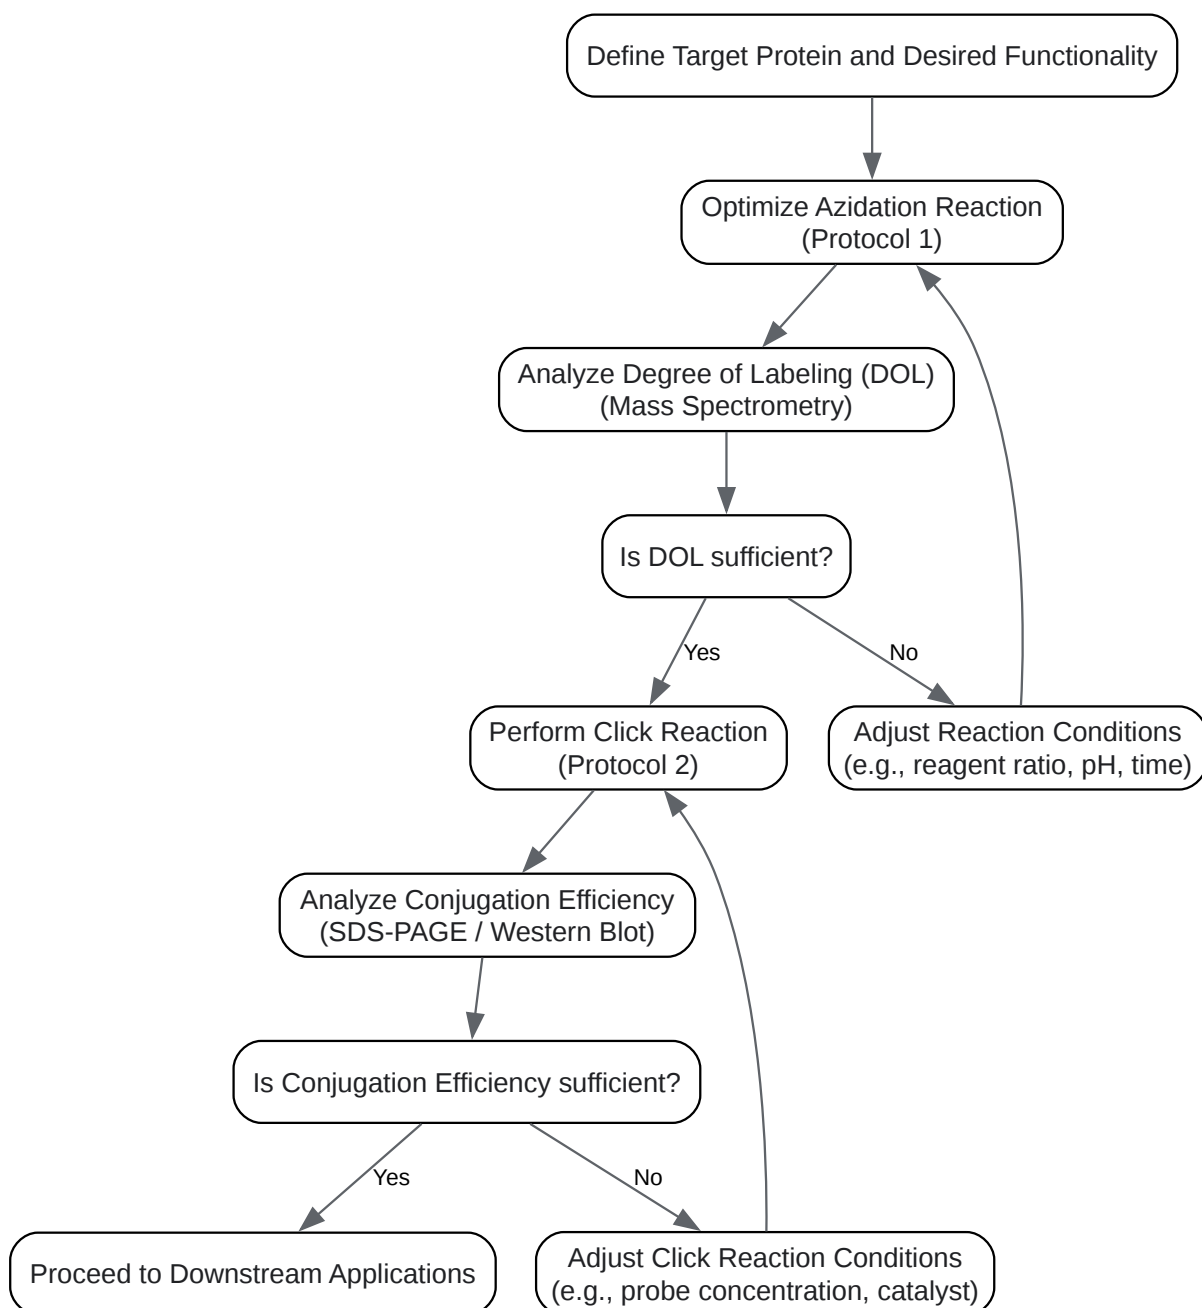 Define Target Protein and Desired Functionality
Optimize Azidation Reaction
(Protocol 1)
Analyze Degree of Labeling (DOL)
(Mass Spectrometry)
Is DOL sufficient?
Yes
No
Perform Click Reaction
(Protocol 2)
Adjust Reaction Conditions
(e.g., reagent ratio, pH, time)
Analyze Conjugation Efficiency
(SDS-PAGE / Western Blot)
Is Conjugation Efficiency sufficient?
Yes
No
Proceed to Downstream Applications
Adjust Click Reaction Conditions
(e.g., probe concentration, catalyst)